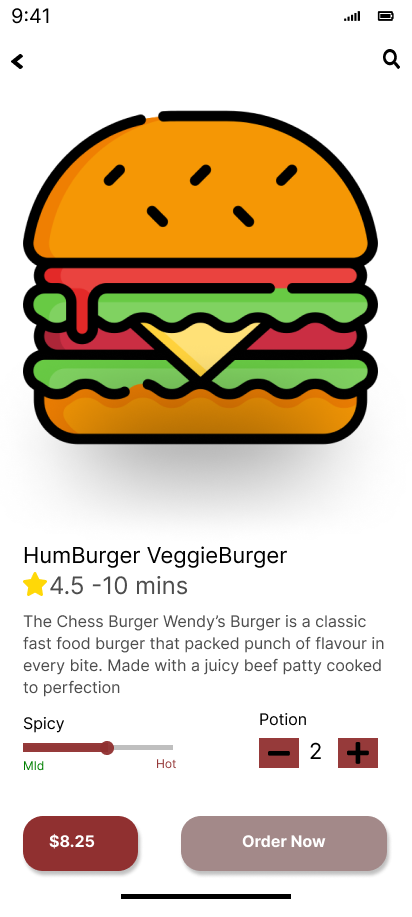 9:41
HumBurger VeggieBurger
4.5 -10 mins
The Chess Burger Wendy’s Burger is a classic
fast food burger that packed punch of flavour in
every bite. Made with a juicy beef patty cooked
to perfection
Spicy
Potion
2
MId
Hot
$8.25
Order Now